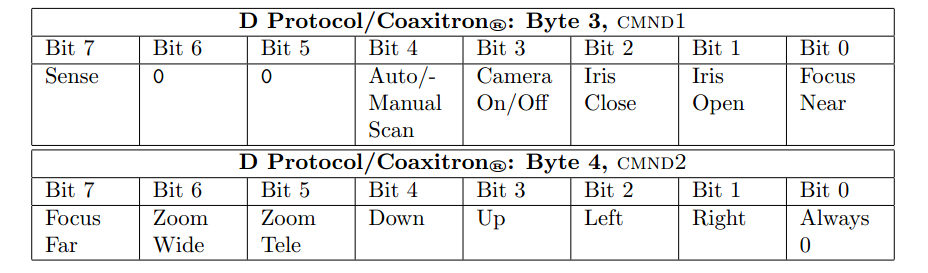 D Protocol/Coaxitron®: Byte 3, CMND1
Bit 7 Bit 6 Bit 5 Bit 4 Bit 3 Bit 2 Bit 1 Bit 0
Sense 0 0 Auto/- Camera Iris Iris Focus
Manual On/Off Close Open Near
Scan
D Protocol/Coaxitron®: Byte 4, CMND2
Bit 7 Bit 6 Bit 5 Bit 4 Bit 3 Bit 2 Bit 1 Bit 0
Focus Zoom Zoom Down Up Left Right Always
Far Wide Tele 0